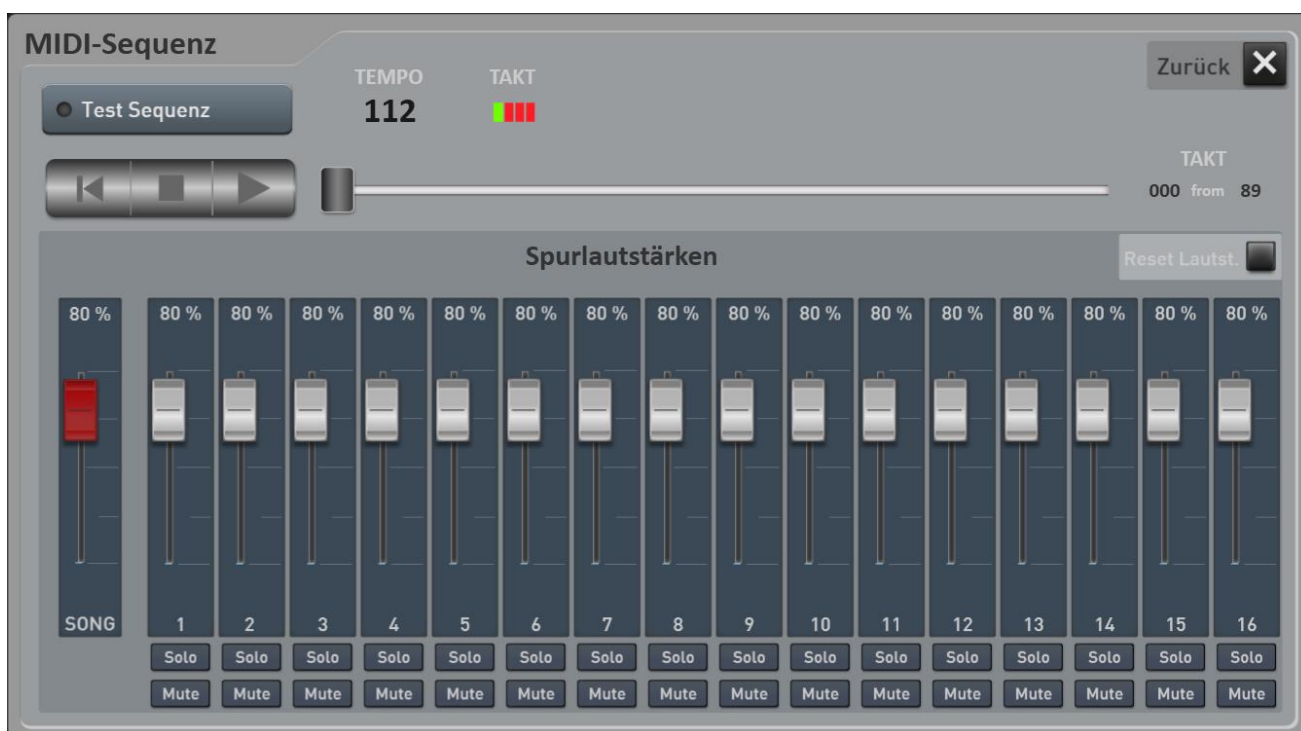 MIDI-Sequenz
Zurück
TEMPO TAKT
Test Sequenz 112
TAKT
000 from 89
Spurlautstärken
Reset Lautst.
80 % 80 % 80 % 80 % 80 % 80 % 80 % 80 % 80 % 80 % 80 % 80 % 80 % 80 % 80 % 80 % 80 %
SONG 1 2 3 4 5 6 7 8 9 10 11 12 13 14 15 16
Solo Solo Solo Solo Solo Solo Solo Solo Solo Solo Solo Solo Solo Solo Solo Solo
Mute Mute Mute Mute Mute Mute Mute Mute Mute Mute Mute Mute Mute Mute Mute Mute